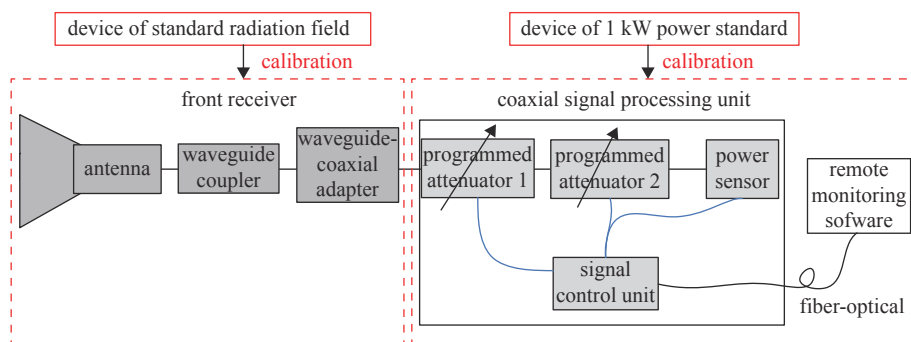 device of standard radiation field
device of 1 kW power standard
calibration
calibration
front receiver
coaxial signal processing unit
antenna
waveguide
coupler
waveguide-
coaxial
adapter
programmed
attenuator 1
programmed
attenuator 2
power
sensor
remote
monitoring
sofware
signal
control unit
fiber-optical